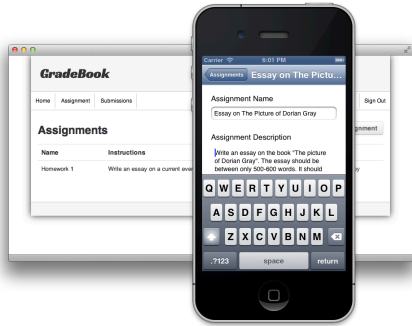 GradeBook
Home Assignment Submissions Sign Out
Assignments
Name Instructions
Homework 1 Write an essay on a current
Carrier 6:01 PM
Assignments Essay on The Pictu...
Assignment Name
Essay on The Picture of Dorian Gray
Assignment Description
Write an essay on the book "The picture
of Dorian Gray". The essay should be
between only 500-600 words. It should
Q W E R T Y U I O P
A S D F G H J K L
Z X C V B N M
.?123 space return